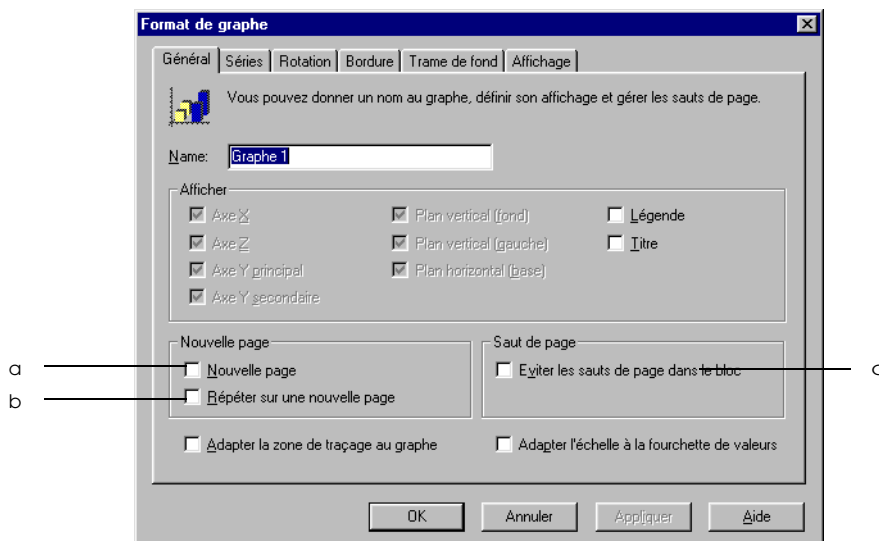 Format de graphe
Général Séries Rotation Bordure Trame de fond Affichage
Vous pouvez donner un nom au graphe, définir son affichage et gérer les sauts de page.
Name: Graphe 1
Afficher
Axe X Plan vertical (fond) Légende
Axe Z Plan vertical (gauche) Titre
Axe Y principal Plan horizontal (base)
Axe Y secondaire
Nouvelle page Saut de page
a Nouvelle page Eviter les sauts de page dans le bloc
b Répéter sur une nouvelle page
Adapter la zone de traçage au graphe Adapter l'échelle à la fourchette de valeurs
OK Annuler Appliquer Aide